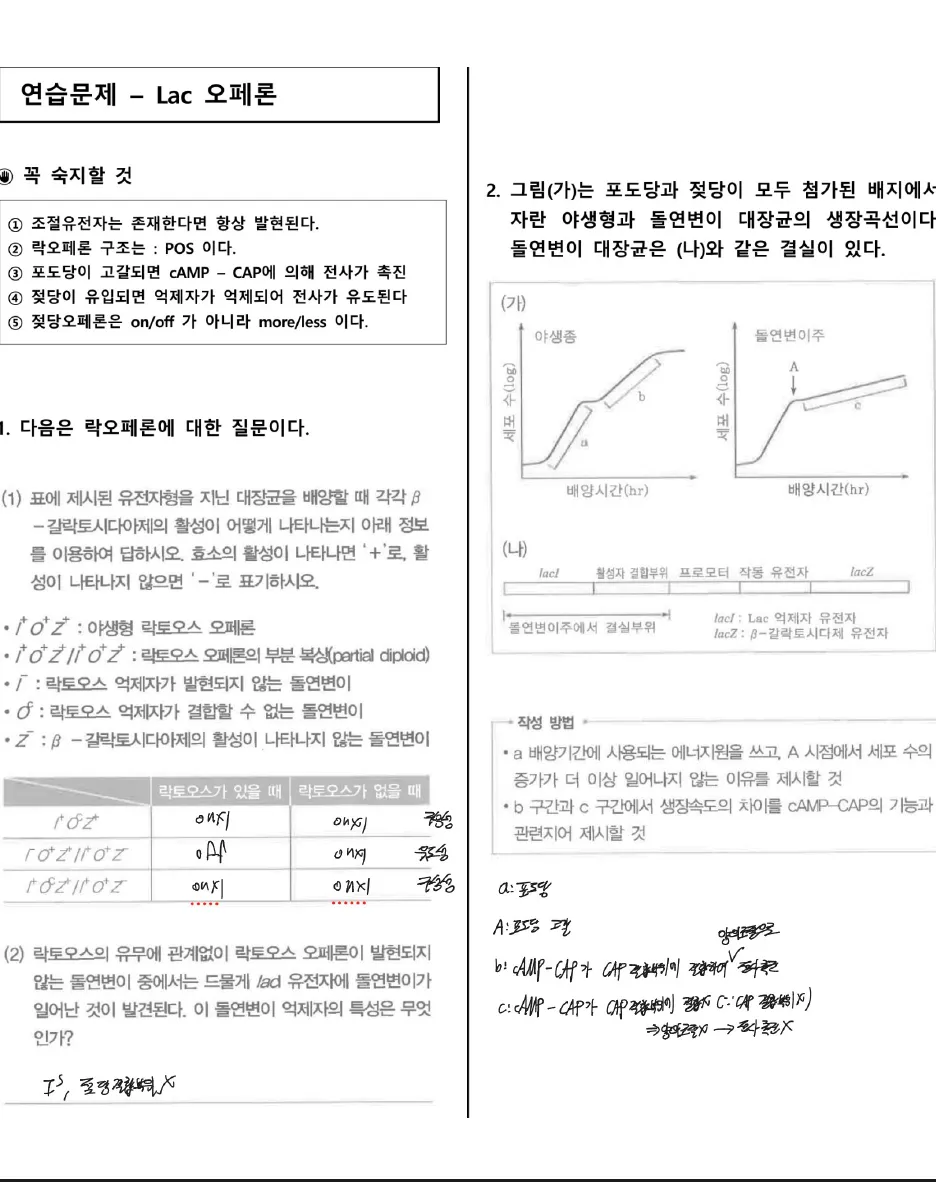 연습문제 – Lac 오페론
꼭 숙지할 것
① 조절유전자는 존재한다면 항상 발현된다.
② 락오페론 구조는 : POS 이다.
③ 포도당이 고갈되면 cAMP – CAP에 의해 전사가 촉진
④ 젖당이 유입되면 억제자가 억제되어 전사가 유도된다
⑤ 젖당오페론은 on/off 가 아니라 more/less 이다.
1. 다음은 락오페론에 대한 질문이다.
(1) 표에 제시된 유전자형을 지닌 대장균을 배양할 때 각각 β
–갈락토시다아제의 활성이 어떻게 나타나는지 아래 정보
를 이용하여 답하시오. 효소의 활성이 나타나면 '+'로, 활
성이 나타나지 않으면 '–'로 표기하시오.
• I⁺O⁺Z⁺ : 야생형 락토오스 오페론
• I⁺O⁺Z⁺/I⁺O⁺Z⁺ : 락토오스 오페론의 부분 복상(partial diploid)
• I⁻ : 락토오스 억제자가 발현되지 않는 돌연변이
• Oᶜ : 락토오스 억제자가 결합할 수 없는 돌연변이
• Z⁻ : β –갈락토시다아제의 활성이 나타나지 않는 돌연변이
락토오스가 있을 때 락토오스가 없을 때
I⁺OᶜZ⁺
I⁻O⁺Z⁺/I⁺O⁺Z⁻
I⁺OᶜZ⁺/I⁺O⁺Z⁻
(2) 락토오스의 유무에 관계없이 락토오스 오페론이 발현되지
않는 돌연변이 중에서는 드물게 lacI 유전자에 돌연변이가
일어난 것이 발견된다. 이 돌연변이 억제자의 특성은 무엇
인가?
Iˢ,
2. 그림(가)는 포도당과 젖당이 모두 첨가된 배지에서
자란 야생형과 돌연변이 대장균의 생장곡선이다
돌연변이 대장균은 (나)와 같은 결실이 있다.
(가)
야생종
세포 수(log)
a
b
배양시간(hr)
돌연변이주
세포 수(log)
A
c
배양시간(hr)
(나)
lacI 활성자 결합부위 프로모터 작동 유전자 lacZ
돌연변이주에서 결실부위
lacI : Lac 억제자 유전자
lacZ : β-갈락토시다제 유전자
작성 방법
• a 배양기간에 사용되는 에너지원을 쓰고, A 시점에서 세포 수의
증가가 더 이상 일어나지 않는 이유를 제시할 것
• b 구간과 c 구간에서 생장속도의 차이를 cAMP–CAP의 기능과
관련지어 제시할 것
a: 포도당
A: 포도당 고갈
b: cAMP-CAP가 CAP
c: cAMP-CAP가 CAP